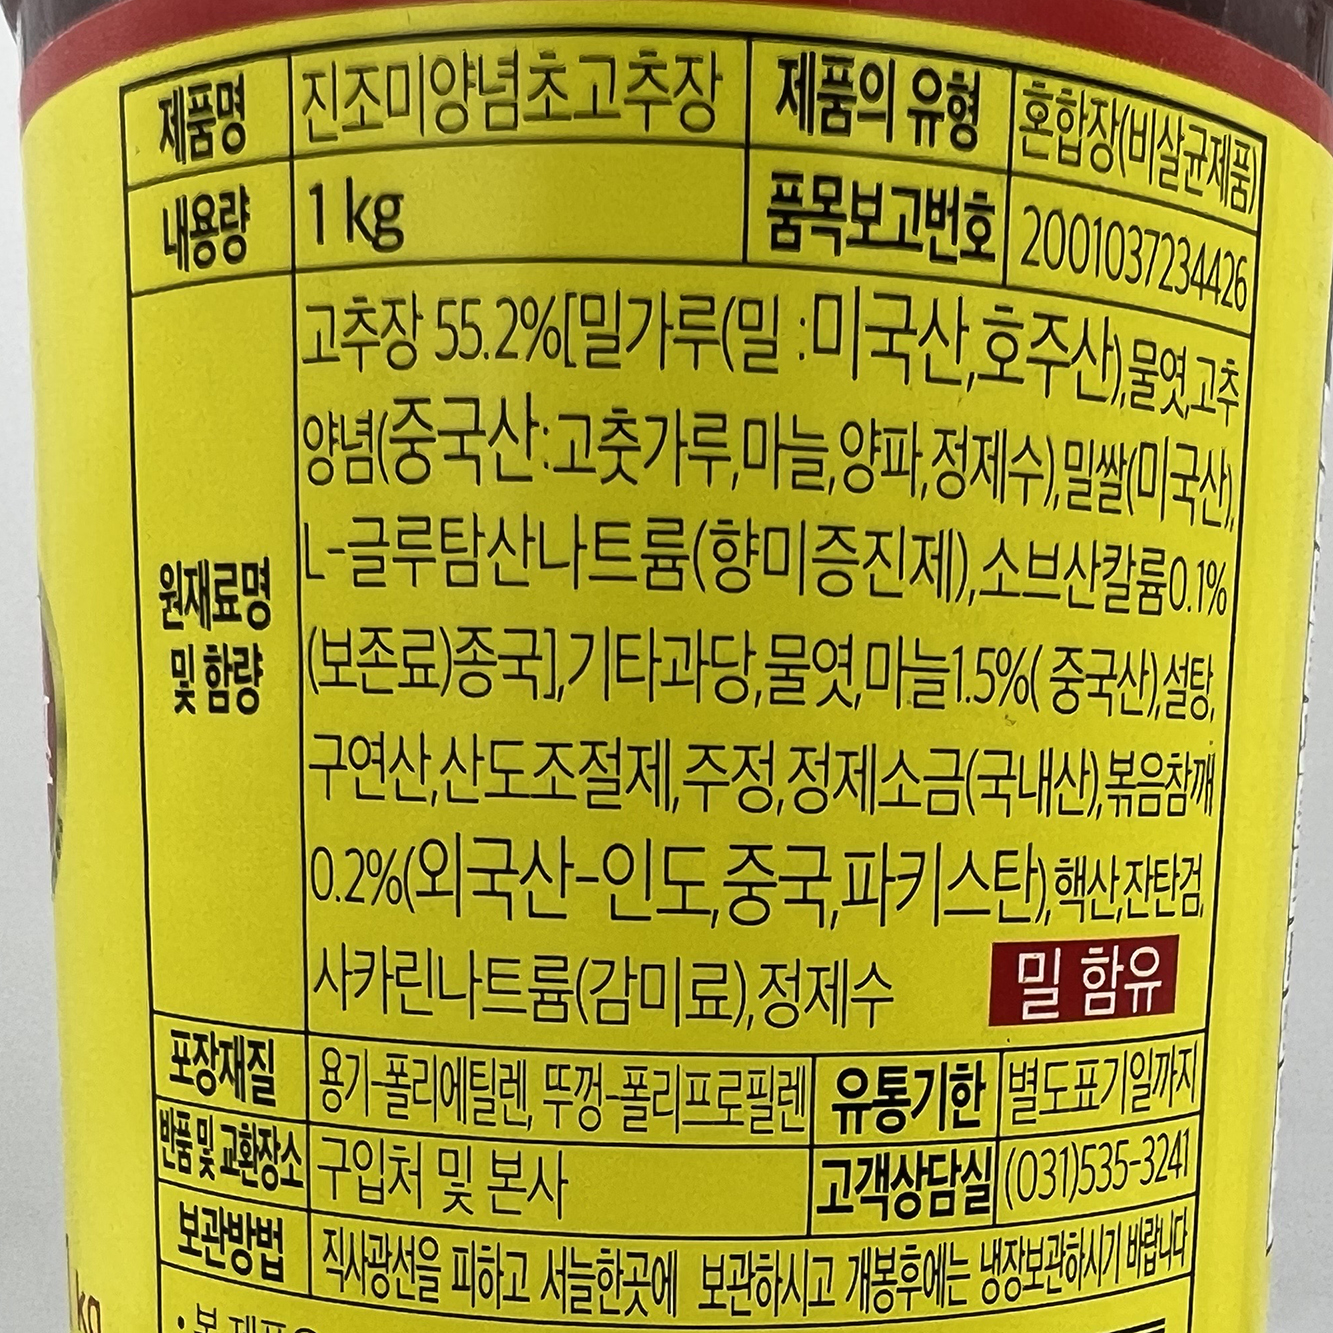 제품명 진조미양념초고추장 제품의 유형 혼합장(비살균제품)
내용량 1 kg 품목보고번호 2001037234426
원재료명 및 함량
고추장 55.2%[밀가루(밀 :미국산,호주산),물엿,고추
양념(중국산:고춧가루,마늘,양파,정제수),밀쌀(미국산),
L-글루탐산나트륨(향미증진제),소브산칼륨0.1%
(보존료)종국],기타과당,물엿,마늘1.5%( 중국산),설탕,
구연산,산도조절제,주정,정제소금(국내산),볶음참깨
0.2%(외국산-인도,중국,파키스탄),핵산,잔탄검,
사카린나트륨(감미료),정제수 밀 함유
포장재질 용기-폴리에틸렌, 뚜껑-폴리프로필렌 유통기한 별도표기일까지
반품 및 교환장소 구입처 및 본사 고객상담실 (031)535-3241
보관방법 직사광선을 피하고 서늘한곳에 보관하시고 개봉후에는 냉장보관하시기 바랍니다
kg